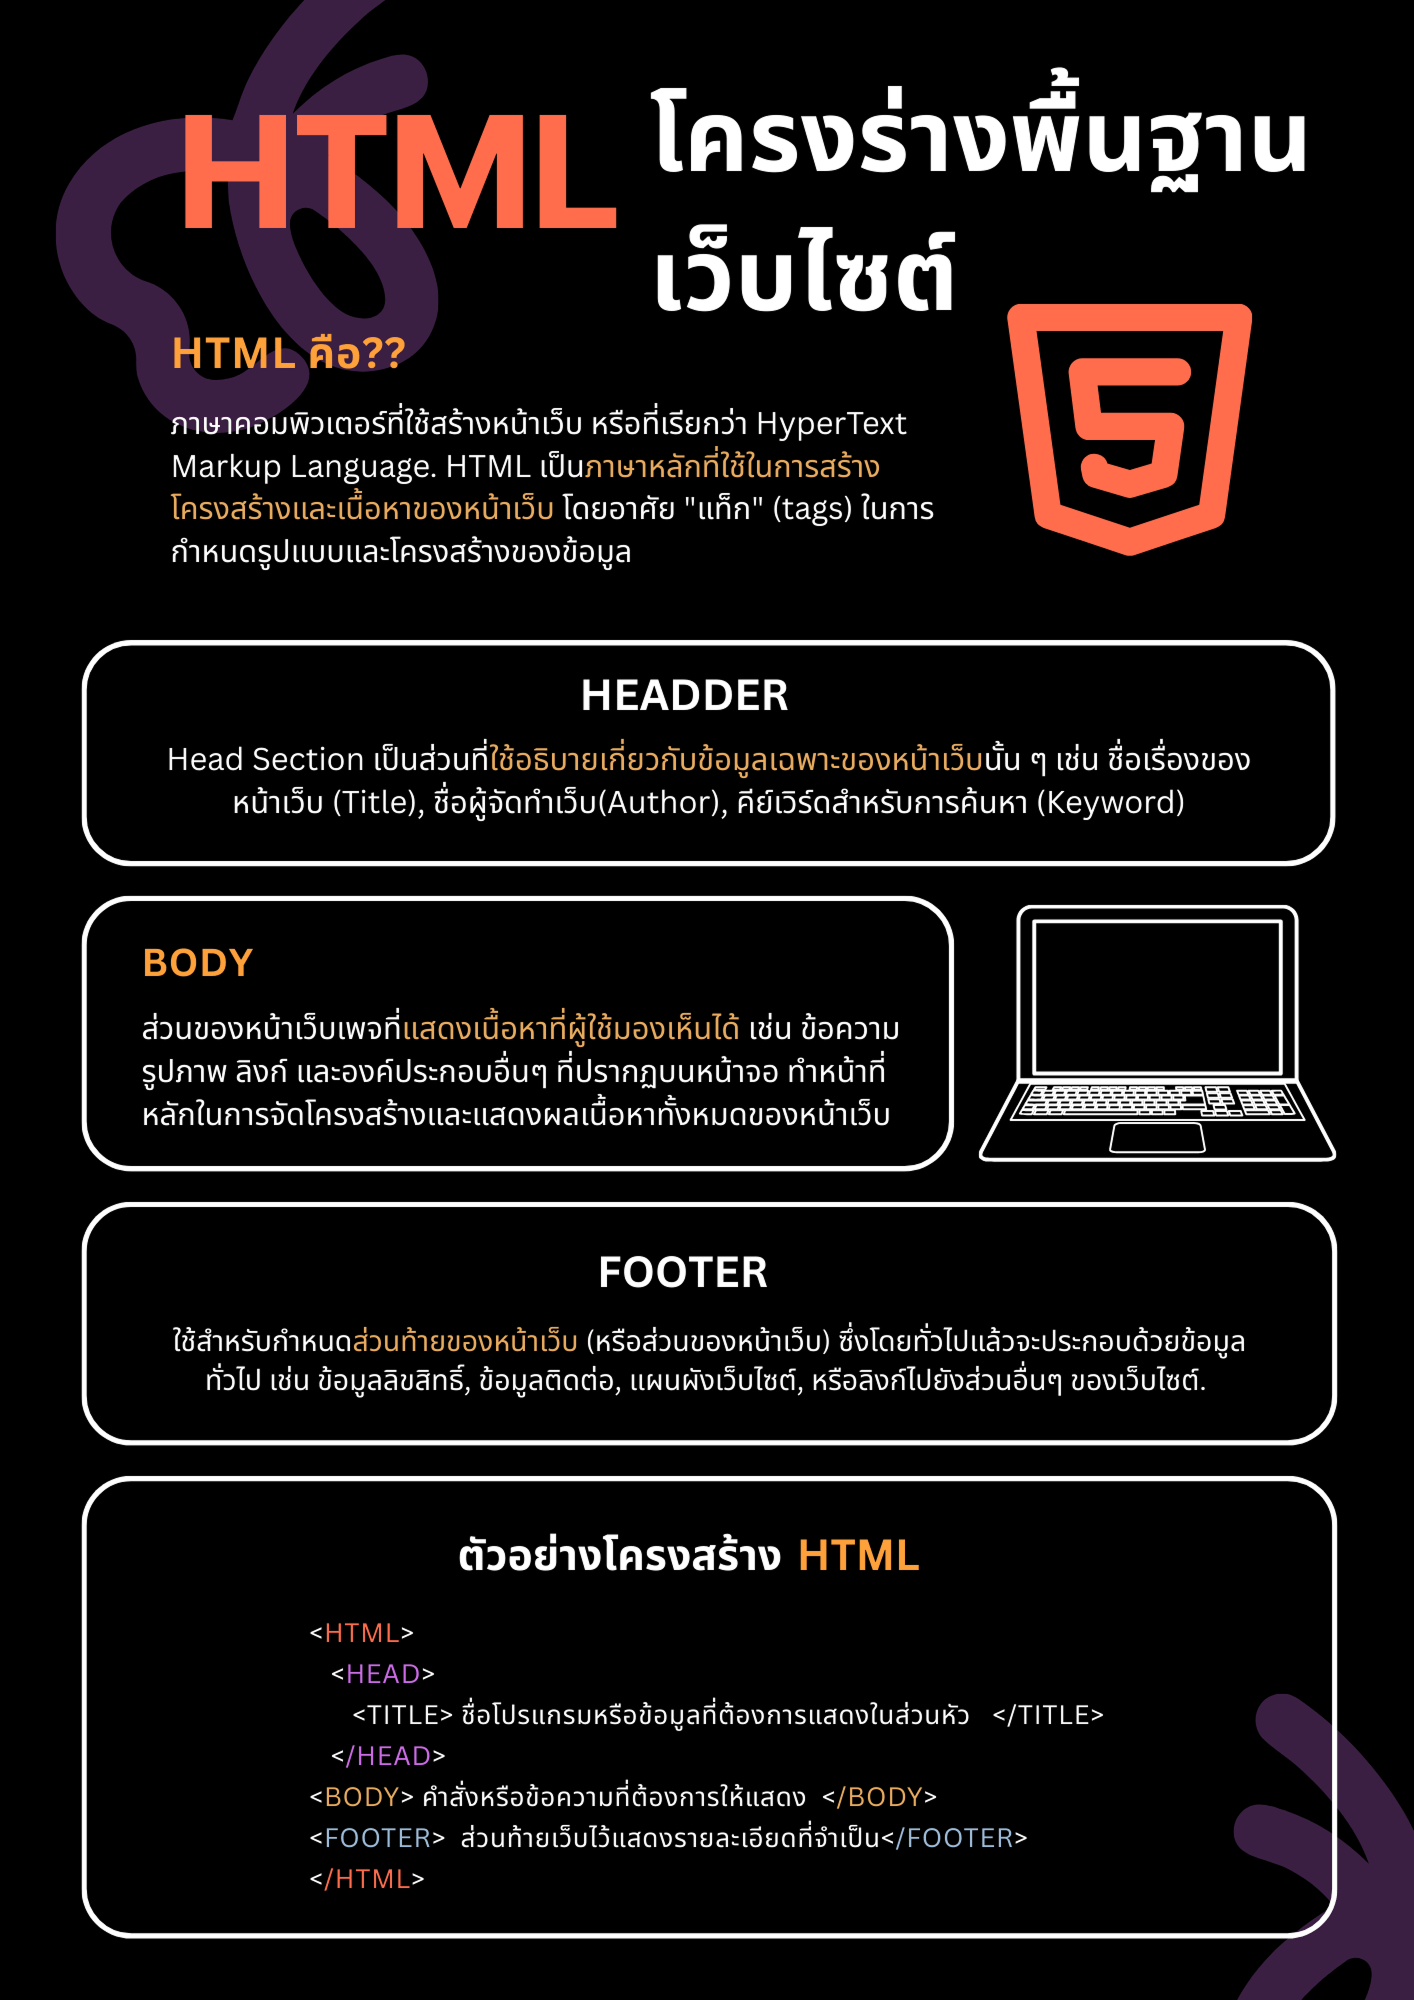 HTML โครงร่างพื้นฐาน
เว็บไซต์
HTML คือ??
ภาษาคอมพิวเตอร์ที่ใช้สร้างหน้าเว็บ หรือที่เรียกว่า HyperText
Markup Language. HTML เป็นภาษาหลักที่ใช้ในการสร้าง
โครงสร้างและเนื้อหาของหน้าเว็บ โดยอาศัย "แท็ก" (tags) ในการ
กำหนดรูปแบบและโครงสร้างของข้อมูล
5
HEADDER
Head Section เป็นส่วนที่ใช้อธิบายเกี่ยวกับข้อมูลเฉพาะของหน้าเว็บนั้น ๆ เช่น ชื่อเรื่องของ
หน้าเว็บ (Title), ชื่อผู้จัดทำเว็บ(Author), คีย์เวิร์ดสำหรับการค้นหา (Keyword)
BODY
ส่วนของหน้าเว็บเพจที่แสดงเนื้อหาที่ผู้ใช้มองเห็นได้ เช่น ข้อความ
รูปภาพ ลิงก์ และองค์ประกอบอื่นๆ ที่ปรากฏบนหน้าจอ ทำหน้าที่
หลักในการจัดโครงสร้างและแสดงผลเนื้อหาทั้งหมดของหน้าเว็บ
FOOTER
ใช้สำหรับกำหนดส่วนท้ายของหน้าเว็บ (หรือส่วนของหน้าเว็บ) ซึ่งโดยทั่วไปแล้วจะประกอบด้วยข้อมูล
ทั่วไป เช่น ข้อมูลลิขสิทธิ์, ข้อมูลติดต่อ, แผนผังเว็บไซต์, หรือลิงก์ไปยังส่วนอื่นๆ ของเว็บไซต์.
ตัวอย่างโครงสร้าง HTML
<HTML>
<HEAD>
<TITLE> ชื่อโปรแกรมหรือข้อมูลที่ต้องการแสดงในส่วนหัว </TITLE>
</HEAD>
<BODY> คำสั่งหรือข้อความที่ต้องการให้แสดง </BODY>
<FOOTER> ส่วนท้ายเว็บไว้แสดงรายละเอียดที่จำเป็น</FOOTER>
</HTML>